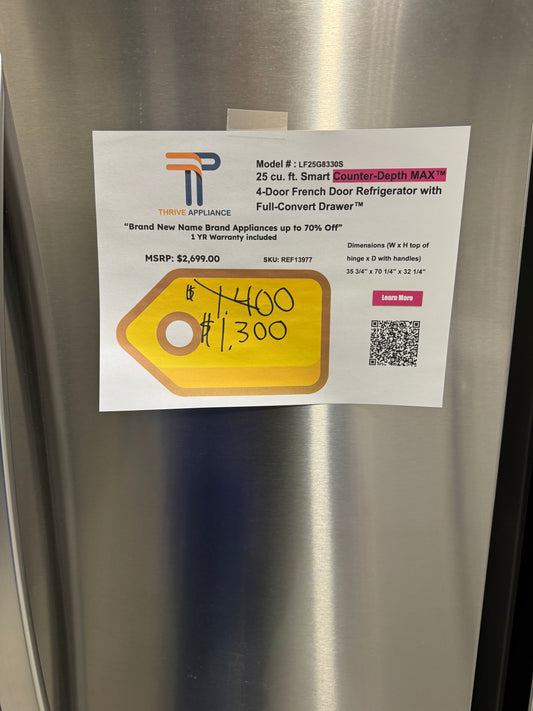 TP
THRIVE APPLIANCE
Model # : LF25G8330S
25 cu. ft. Smart Counter-Depth MAX™
4-Door French Door Refrigerator with
Full-Convert Drawer™
“Brand New Name Brand Appliances up to 70% Off”
1 YR Warranty included
MSRP: $2,699.00
SKU: REF13977
Dimensions (W x H top of
hinge x D with handles)
35 3/4" x 70 1/4" x 32 1/4"
Learn More
$1,400
$1,300